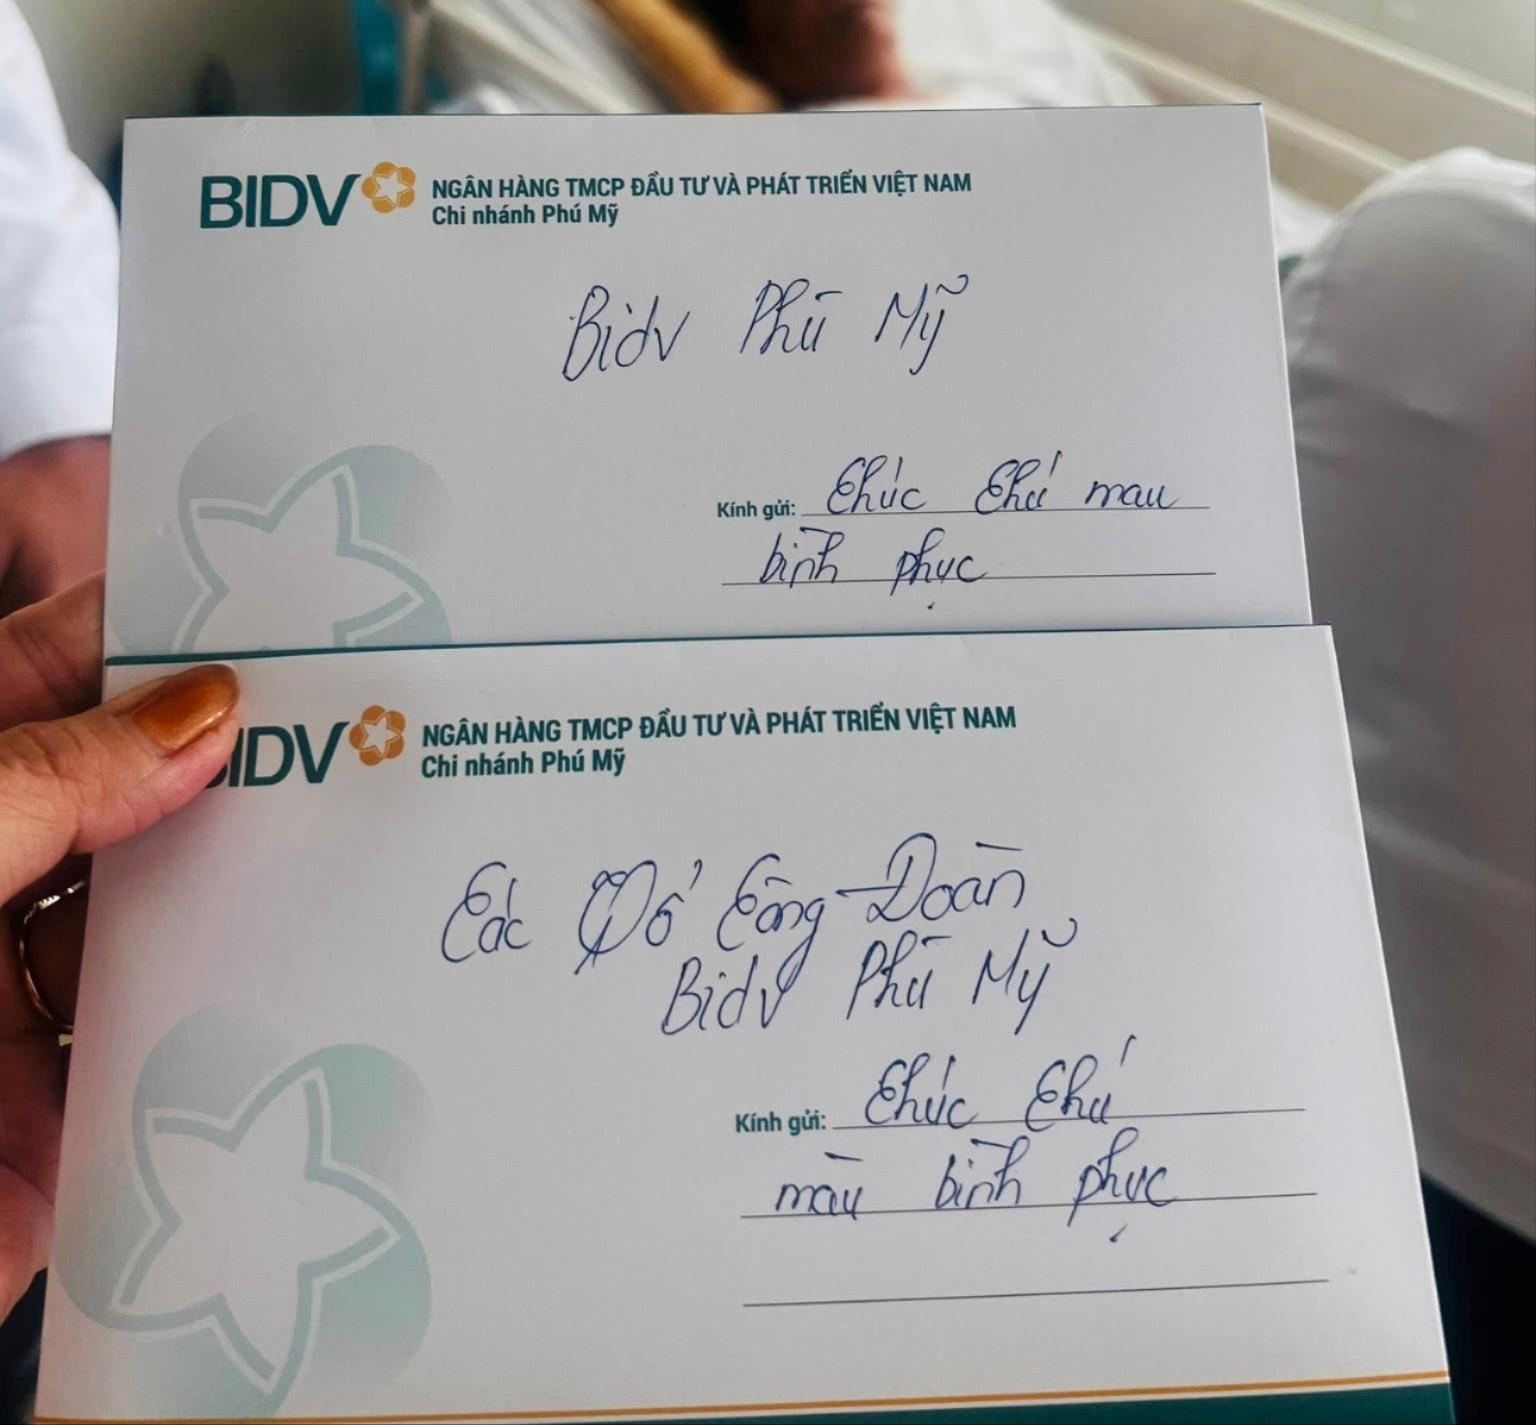 BIDV NGÂN HÀNG TMCP ĐẦU TƯ VÀ PHÁT TRIỂN VIỆT NAM
Chi nhánh Phú Mỹ
Bidv Phú Mỹ
Kính gửi: Chúc Chú mau
bình phục
BIDV NGÂN HÀNG TMCP ĐẦU TƯ VÀ PHÁT TRIỂN VIỆT NAM
Chi nhánh Phú Mỹ
Các Tổ Công Đoàn
Bidv Phú Mỹ
Kính gửi: Chúc Chú
mau bình phục